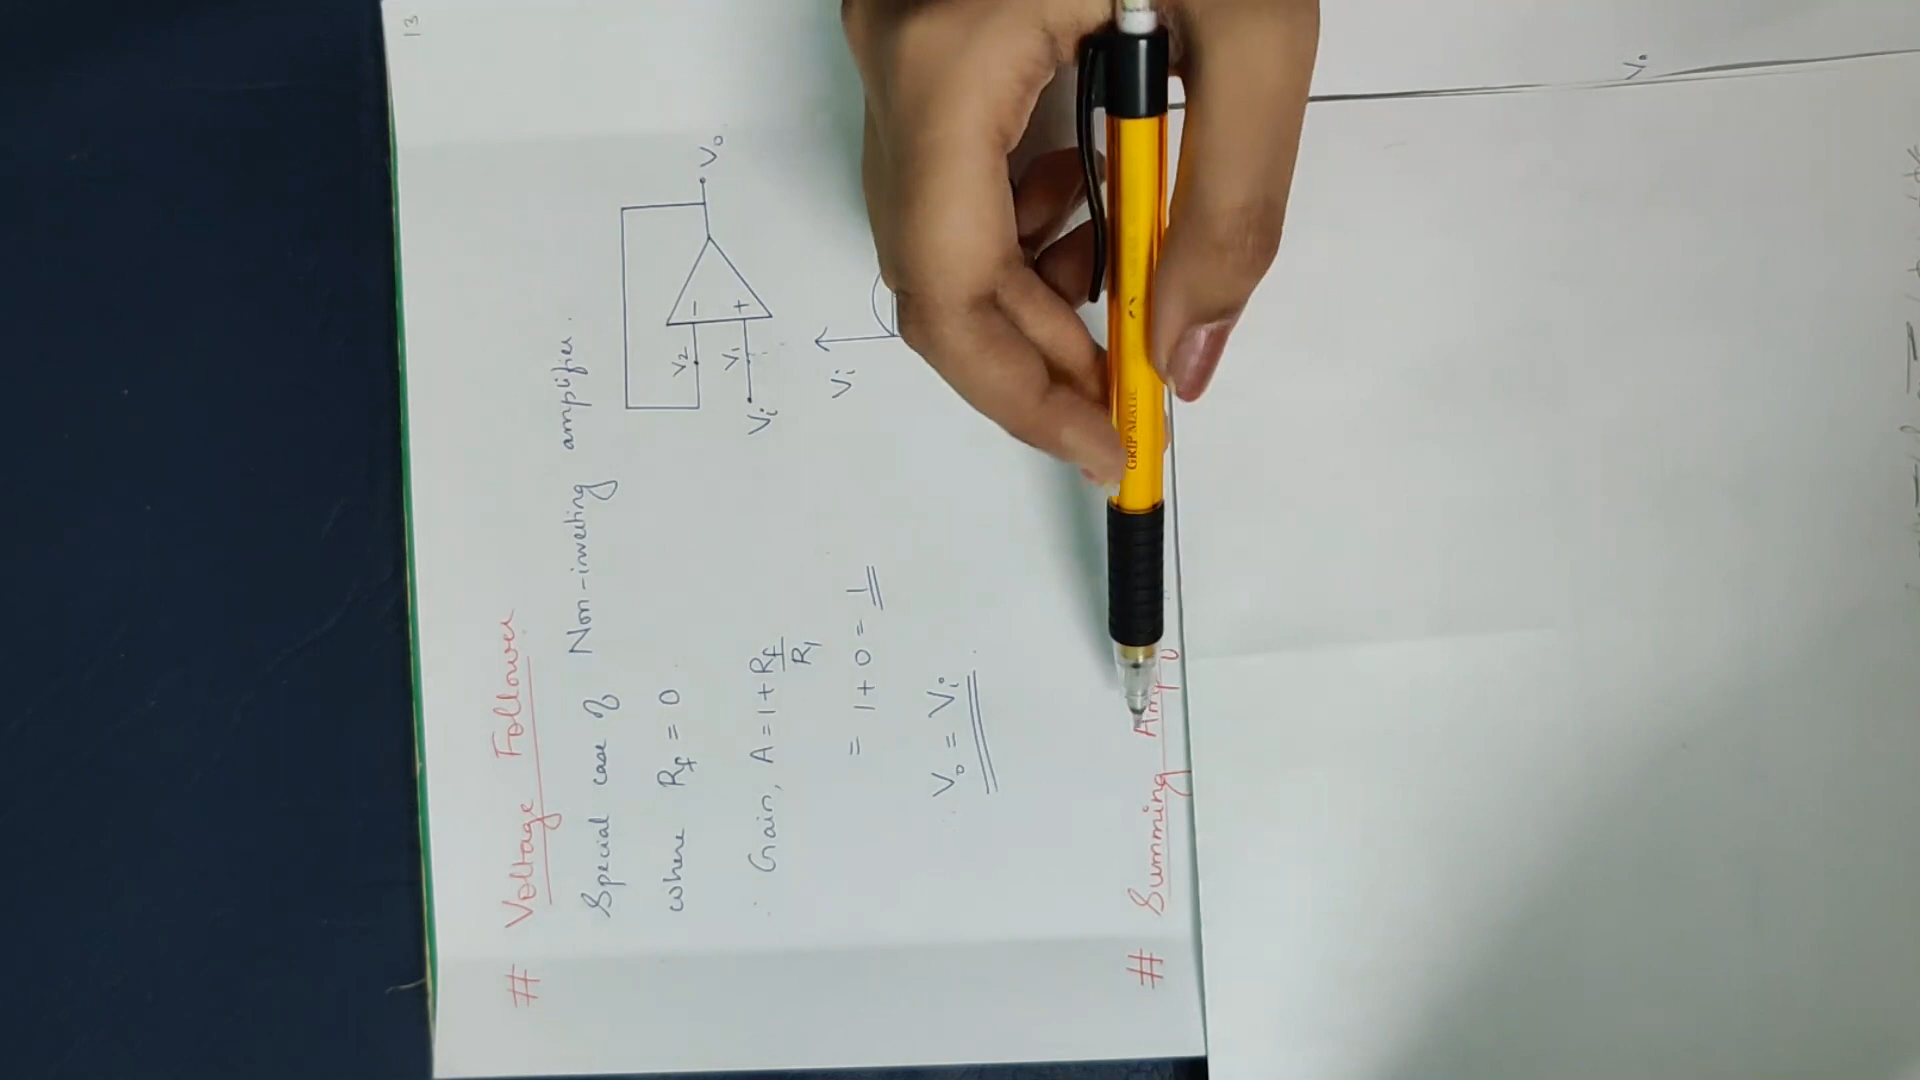 13
# Voltage Follower
Special case of Non-inverting amplifier.
where Rf = 0
∴ Gain, A = 1 + Rf/R1
= 1 + 0 = 1
∴ Vo = Vi
V2
V1
Vi
−
+
Vo
Vi
# Summing Amp
GRIP MATIC
Vo